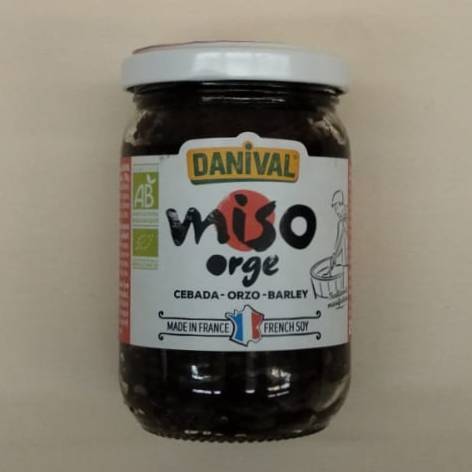 DANIVAL
AB
miso
orge
CEBADA - ORZO - BARLEY
MADE IN FRANCE
FRENCH SOY